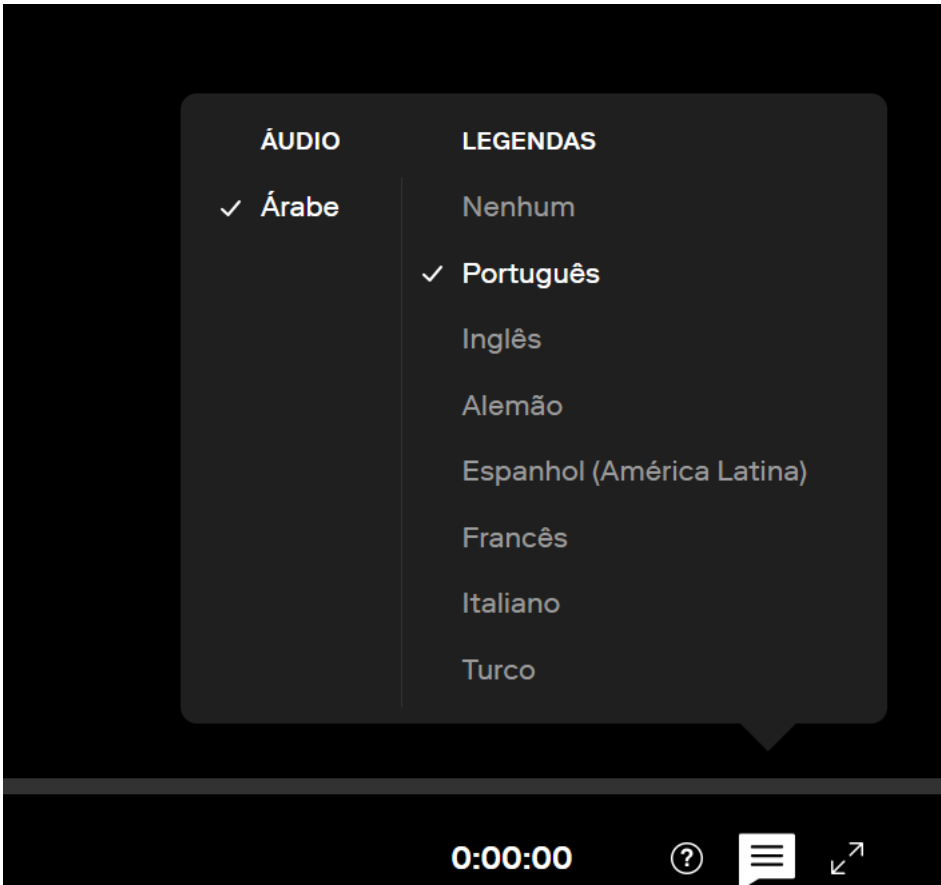 ÁUDIO
Árabe
LEGENDAS
Nenhum
Português
Inglês
Alemão
Espanhol (América Latina)
Francês
Italiano
Turco
0:00:00
?